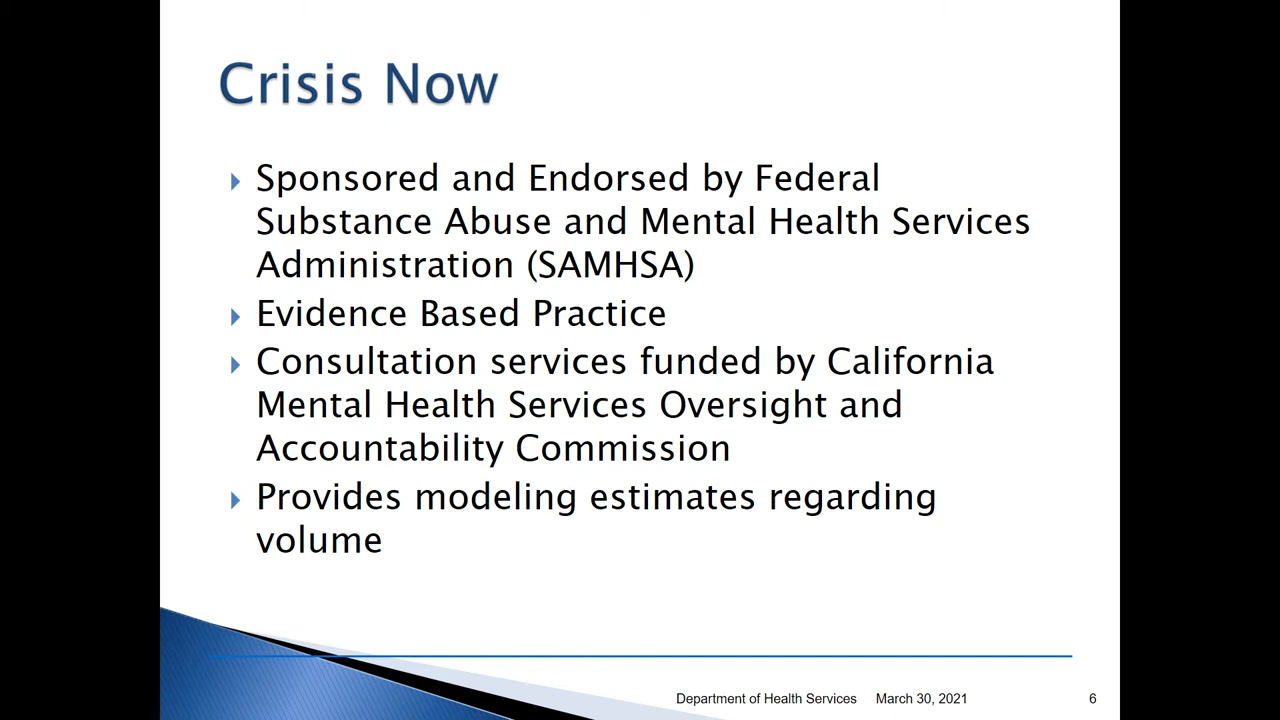 Crisis Now
Sponsored and Endorsed by Federal
Substance Abuse and Mental Health Services
Administration (SAMHSA)
Evidence Based Practice
Consultation services funded by California
Mental Health Services Oversight and
Accountability Commission
Provides modeling estimates regarding
volume
Department of Health Services March 30, 2021 6